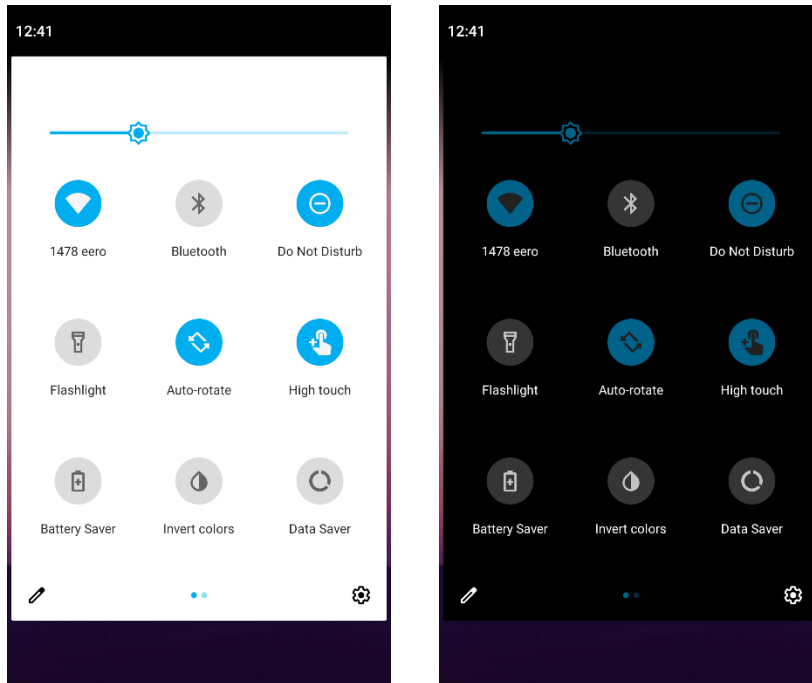 12:41
1478 eero
Bluetooth
Do Not Disturb
Flashlight
Auto-rotate
High touch
Battery Saver
Invert colors
Data Saver
12:41
1478 eero
Bluetooth
Do Not Disturb
Flashlight
Auto-rotate
High touch
Battery Saver
Invert colors
Data Saver